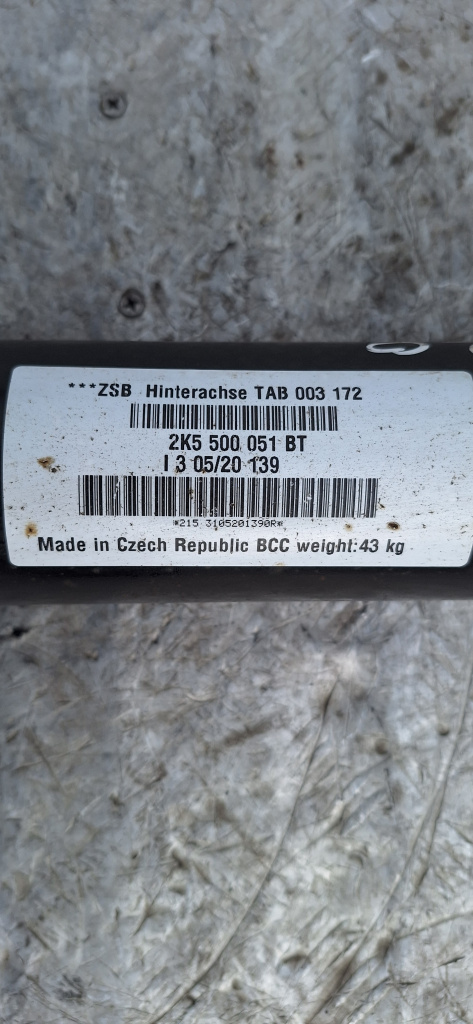 ***ZSB Hinterachse TAB 003 172
2K5 500 051 BT
I 3 05/20 139
*215 3105201390R*
Made in Czech Republic BCC weight:43 kg